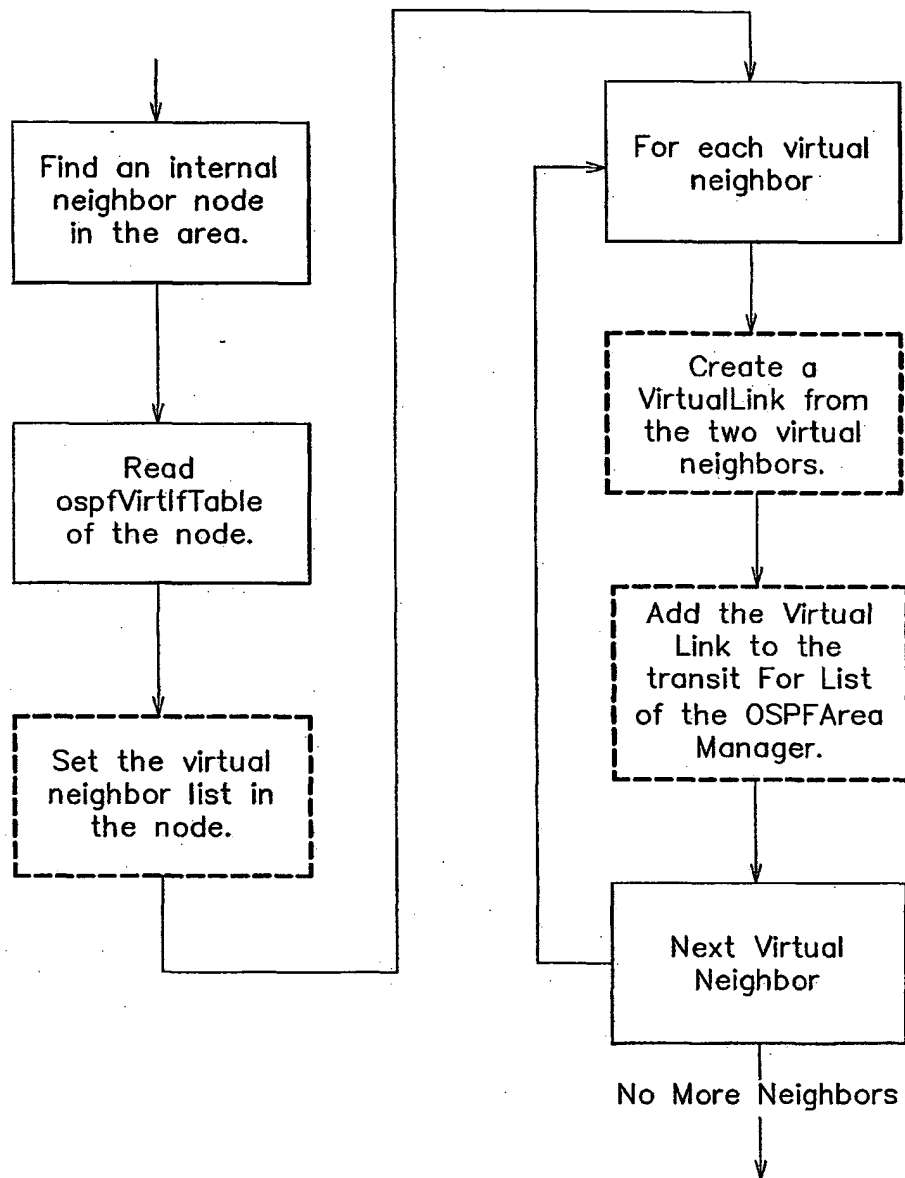 Find an internal
neighbor node
in the area.
Read
ospfVirtIfTable
of the node.
Set the virtual
neighbor list in
the node.
For each virtual
neighbor
Create a
VirtualLink from
the two virtual
neighbors.
Add the Virtual
Link to the
transit For List
of the OSPFArea
Manager.
Next Virtual
Neighbor
No More Neighbors